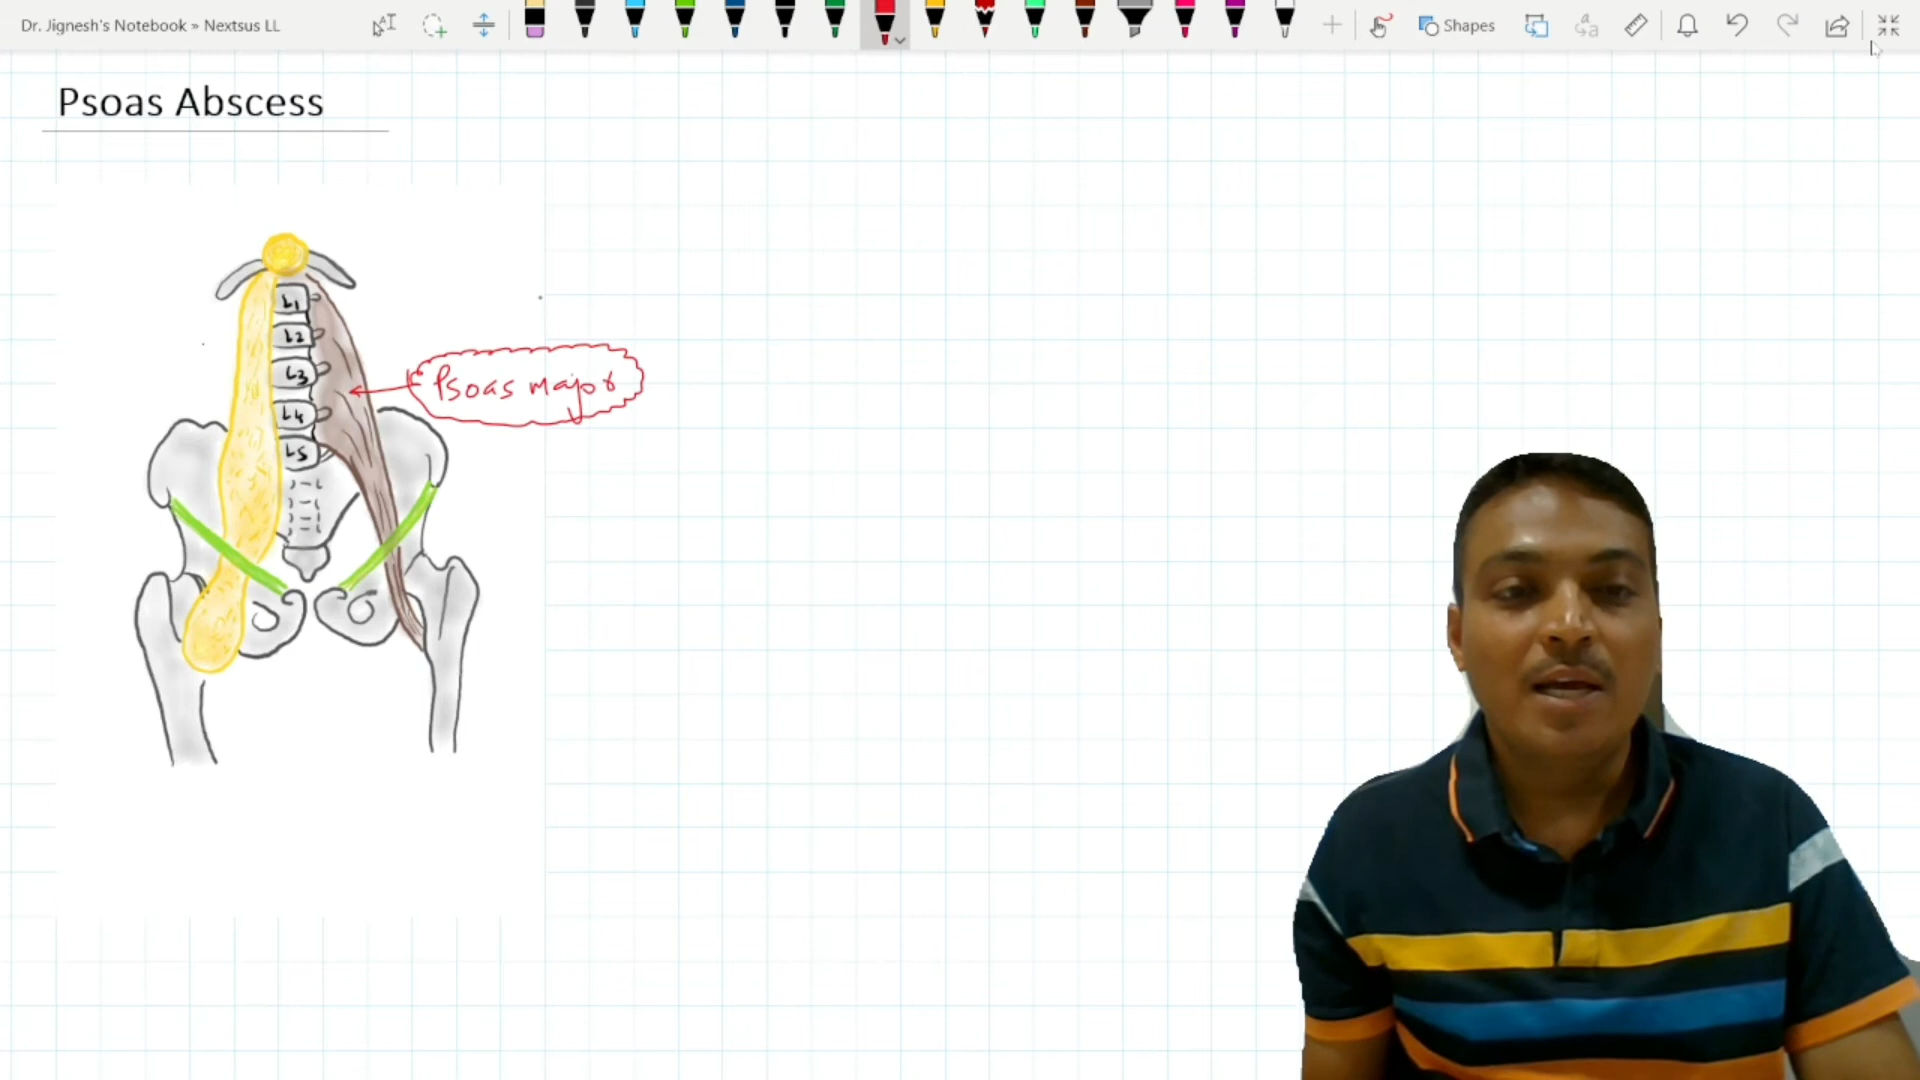 Dr. Jignesh's Notebook » Nextsus LL
Shapes
Psoas Abscess
L1
L2
L3
L4
L5
Psoas major